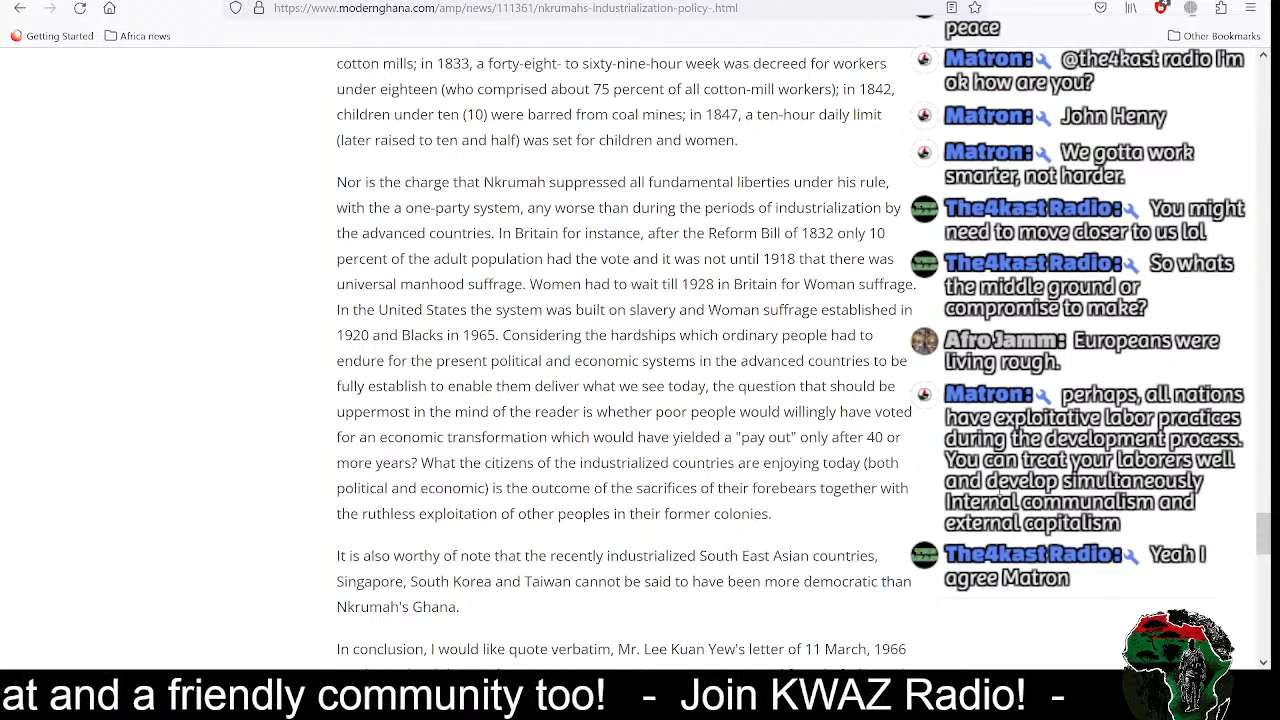 https://www.modernghana.com/amp/news/111361/nkrumahs-industrialization-policy-.html
Getting Started
Africa news
Other Bookmarks
cotton mills; in 1833, a forty-eight- to sixty-nine-hour week was decreed for workers
under eighteen (who comprised about 75 percent of all cotton-mill workers); in 1842,
children under ten (10) were barred from coal mines; in 1847, a ten-hour daily limit
(later raised to ten and half) was set for children and women.
Nor is the charge that Nkrumah suppressed all fundamental liberties under his rule,
with the a one-party system, any worse than during the periods of industrialization by
the advanced countries. In Britain for instance, after the Reform Bill of 1832 only 10
percent of the adult population had the vote and it was not until 1918 that there was
universal manhood suffrage. Women had to wait till 1928 in Britain for Woman suffrage.
In the United States the system was built on slavery and Woman suffrage established in
1920 and Blacks in 1965. Considering the hardships which ordinary people had to
endure for the present political and economic systems in the advanced countries to be
fully establish to enable them deliver what we see today, the question that should be
uppermost in the mind of the reader is whether poor people would willingly have voted
for an economic transformation which would have yielded a "pay out" only after 40 or
more years? What the citizens of the industrialized countries are enjoying today (both
political and economic) is the outcome of the sacrifices of their forebears together with
the ruthless exploitation of other peoples in their former colonies.
It is also worthy of note that the recently industrialized South East Asian countries,
Singapore, South Korea and Taiwan cannot be said to have been more democratic than
Nkrumah's Ghana.
In conclusion, I would like quote verbatim, Mr. Lee Kuan Yew's letter of 11 March, 1966
peace
Matron: @the4kast radio I'm
ok how are you?
Matron: John Henry
Matron: We gotta work
smarter, not harder.
The4kast Radio: You might
need to move closer to us lol
The4kast Radio: So whats
the middle ground or
compromise to make?
Afro Jamm: Europeans were
living rough.
Matron: perhaps, all nations
have exploitative labor practices
during the development process.
You can treat your laborers well
and develop simultaneously
Internal communalism and
external capitalism
The4kast Radio: Yeah I
agree Matron
at and a friendly community too! - Join KWAZ Radio! -